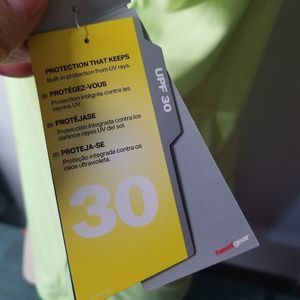 PROTECTION THAT KEEPS
Built-in protection from UV rays.
PROTÉGEZ-VOUS
Protection intégrée contre les
rayons UV.
PROTÉJASE
Protección integrada contra los
dañinos rayos UV del sol.
PROTEJA-SE
Proteção integrada contra os
raios ultravioleta.
30
UPF 30